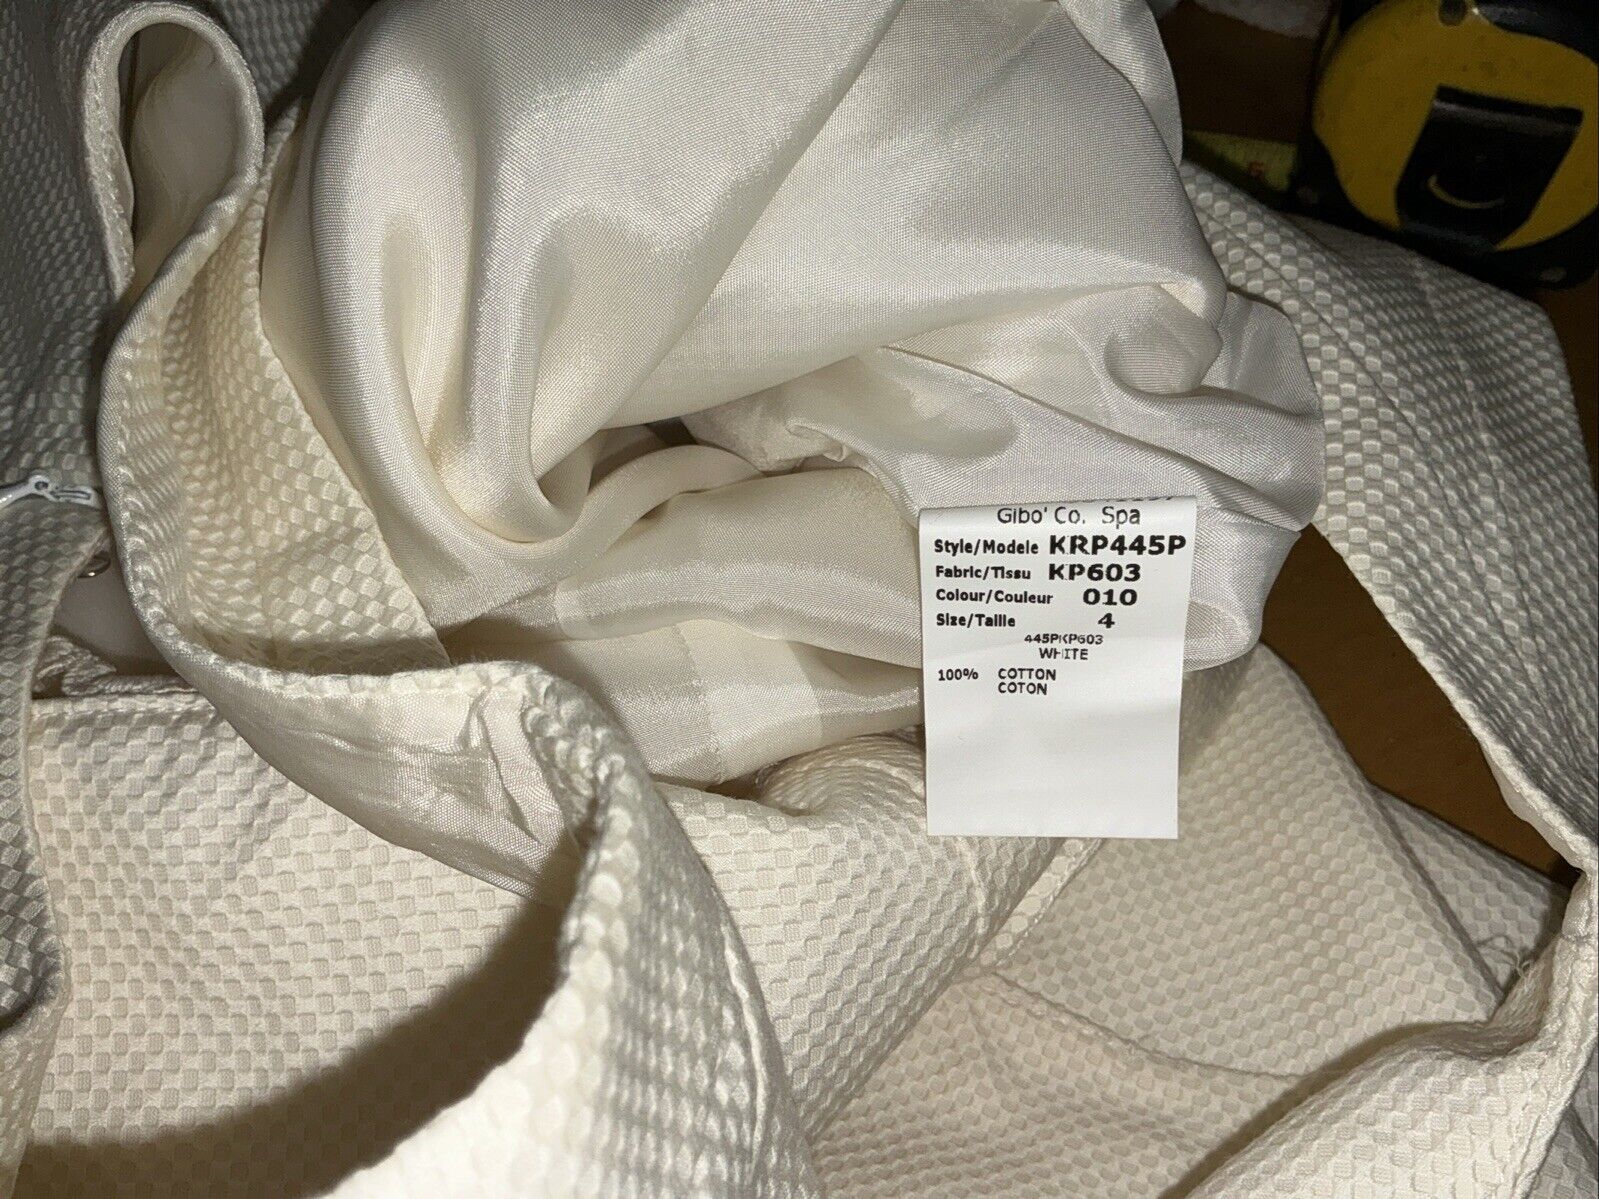 Gibo' Co. Spa
Style/Modele KRP445P
Fabric/Tissu KP603
Colour/Couleur 010
Size/Taille 4
445PKP603
WHITE
100% COTTON
COTON